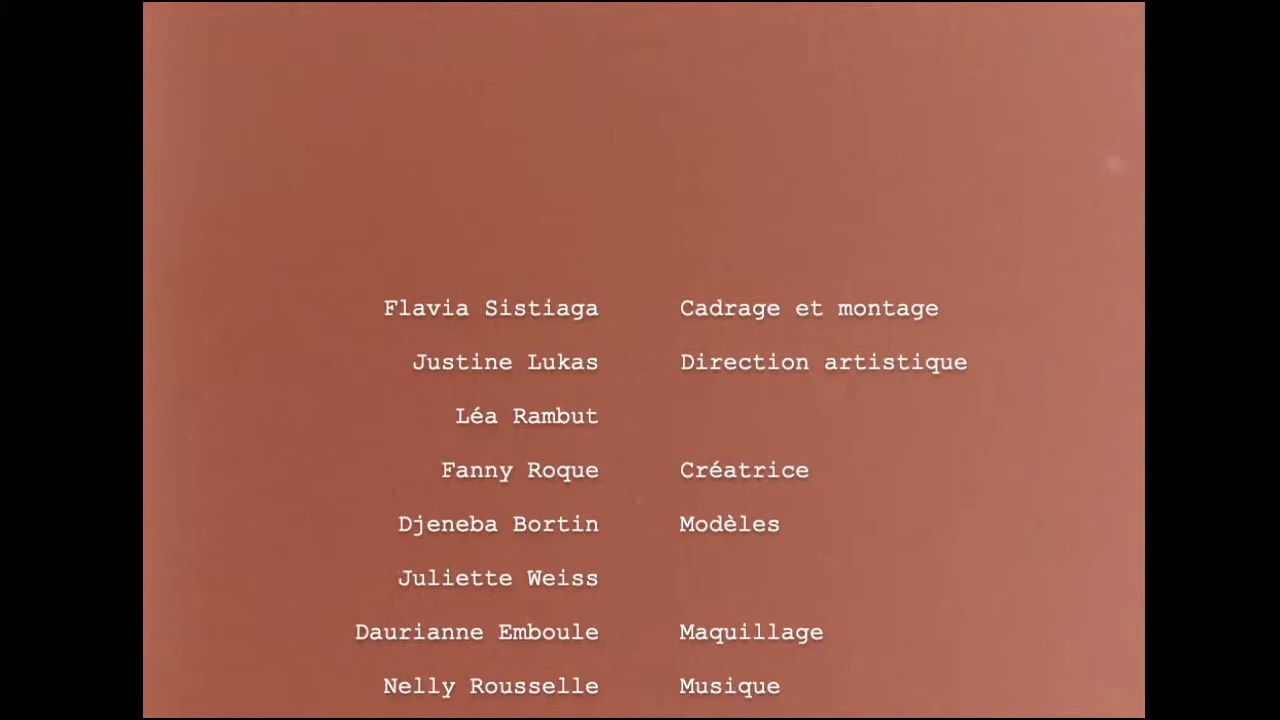 Flavia Sistiaga Cadrage et montage
Justine Lukas Direction artistique
Léa Rambut
Fanny Roque Créatrice
Djeneba Bortin Modèles
Juliette Weiss
Daurianne Emboule Maquillage
Nelly Rousselle Musique